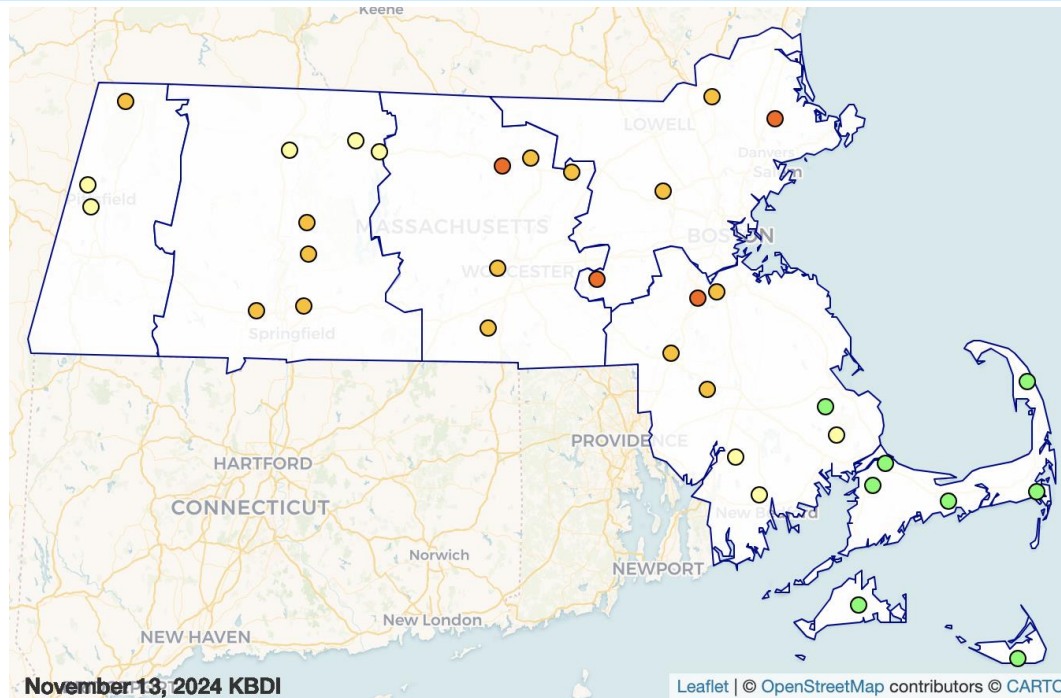 Keene
LOWELL
Danvers
Salem
Pittsfield
MASSACHUSETTS
BOSTON
WORCESTER
Springfield
PROVIDENCE
HARTFORD
CONNECTICUT
New Bedford
Norwich
NEWPORT
New London
NEW HAVEN
November 13, 2024 KBDI
Leaflet | © OpenStreetMap contributors © CARTO